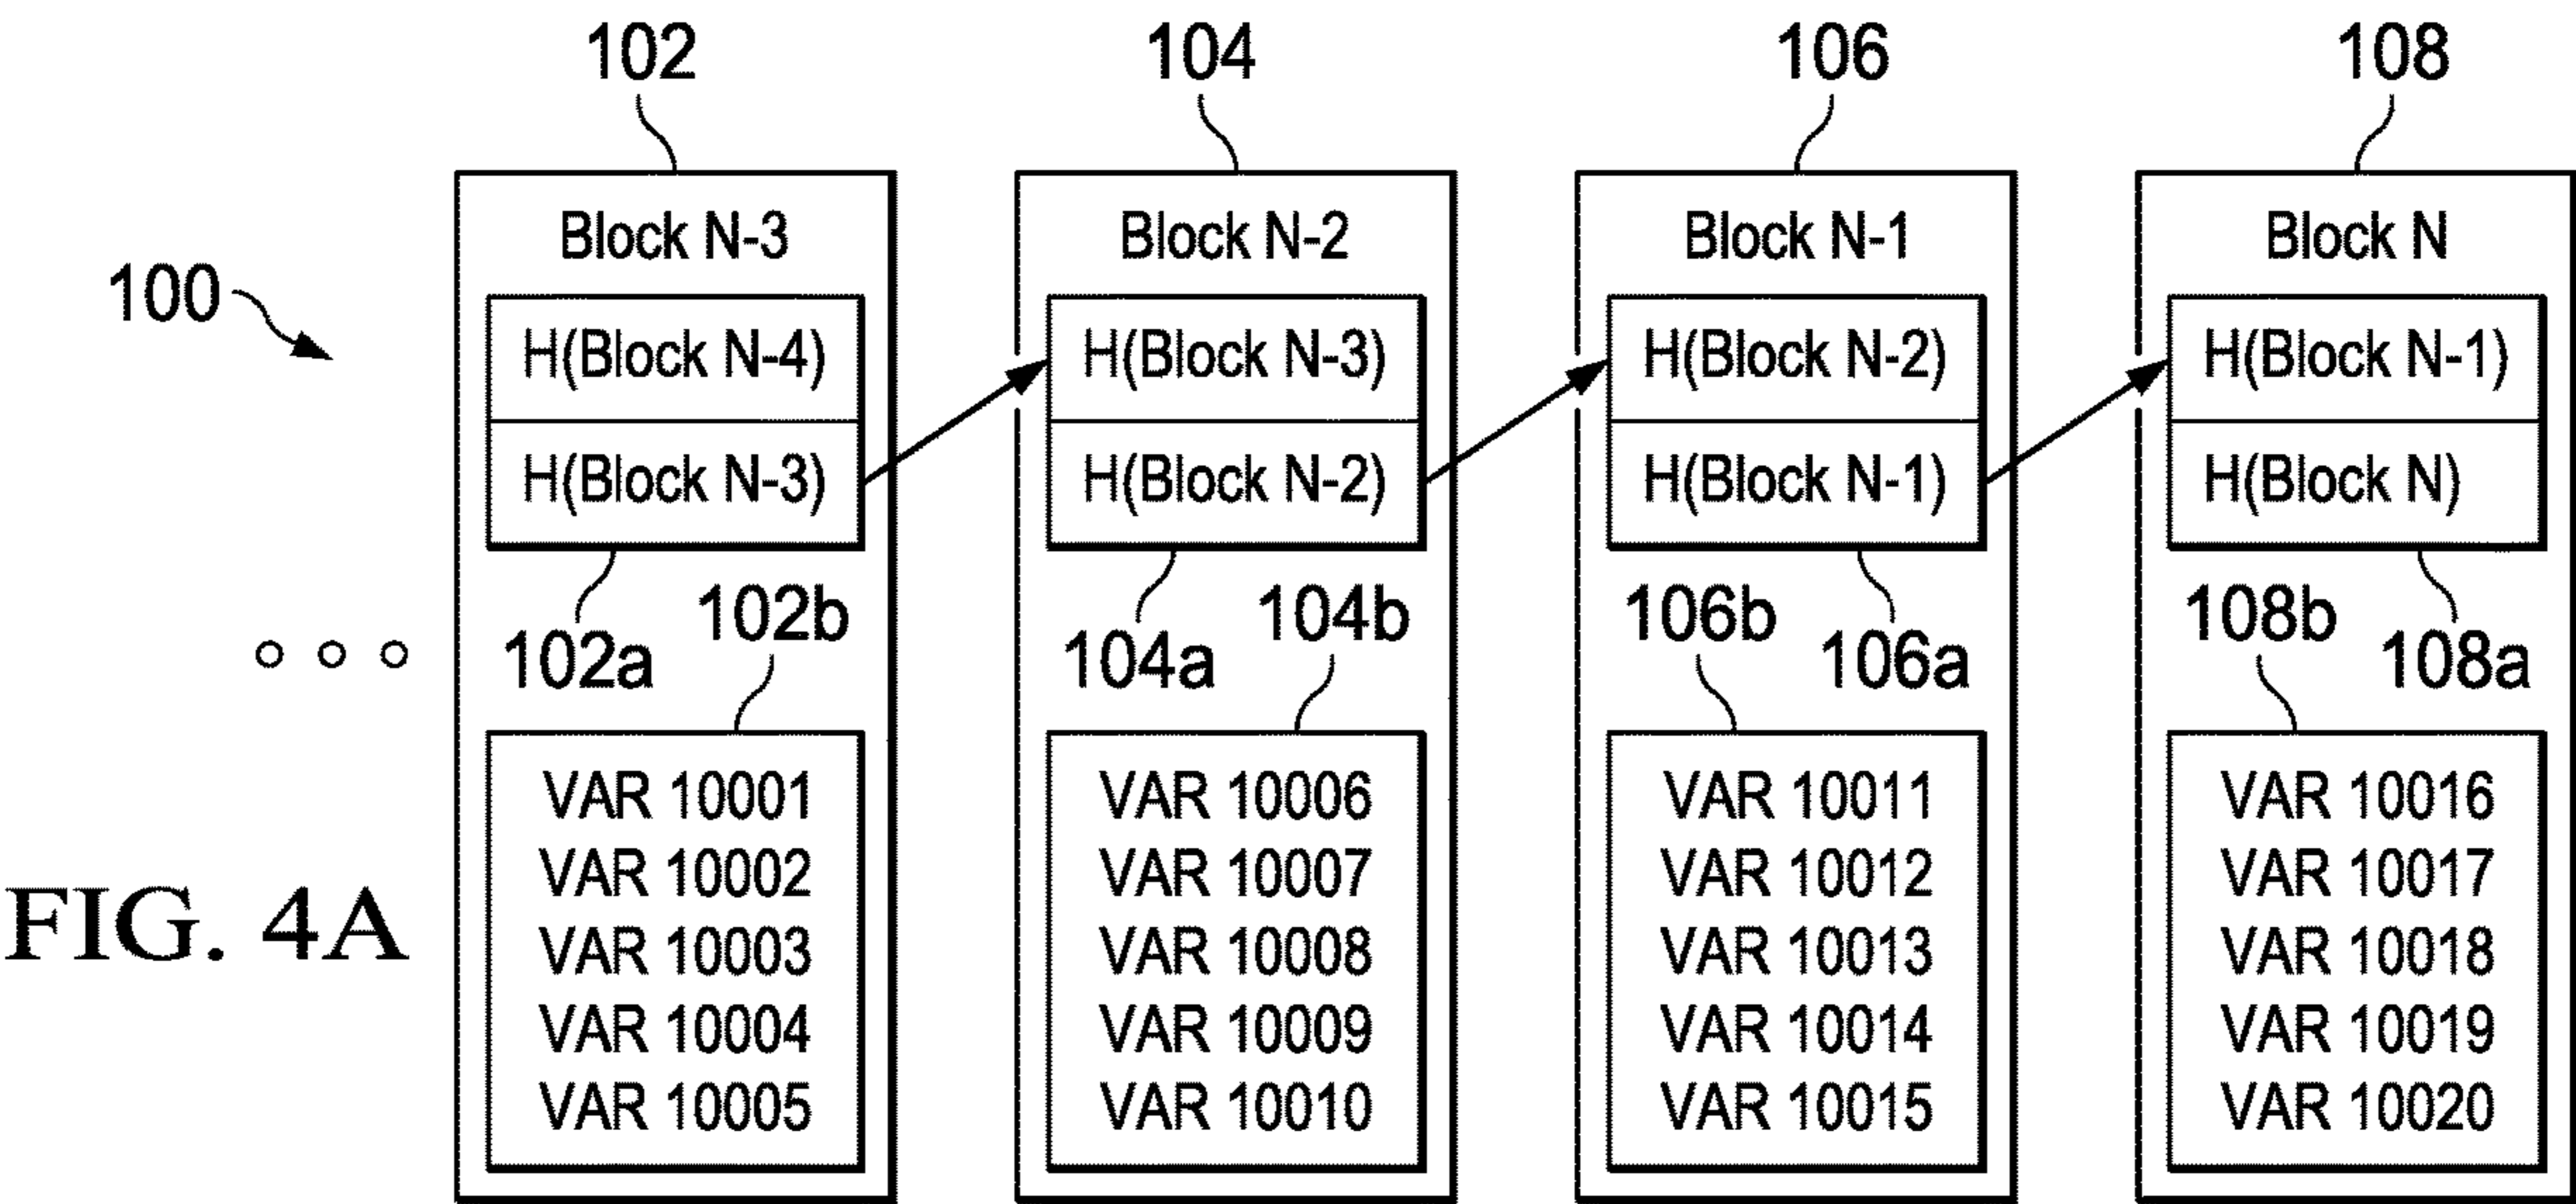 102
104
106
108
100
Block N-3
H(Block N-4)
H(Block N-3)
102a
102b
VAR 10001
VAR 10002
VAR 10003
VAR 10004
VAR 10005
Block N-2
H(Block N-3)
H(Block N-2)
104a
104b
VAR 10006
VAR 10007
VAR 10008
VAR 10009
VAR 10010
Block N-1
H(Block N-2)
H(Block N-1)
106b
106a
VAR 10011
VAR 10012
VAR 10013
VAR 10014
VAR 10015
Block N
H(Block N-1)
H(Block N)
108b
108a
VAR 10016
VAR 10017
VAR 10018
VAR 10019
VAR 10020
FIG. 4A